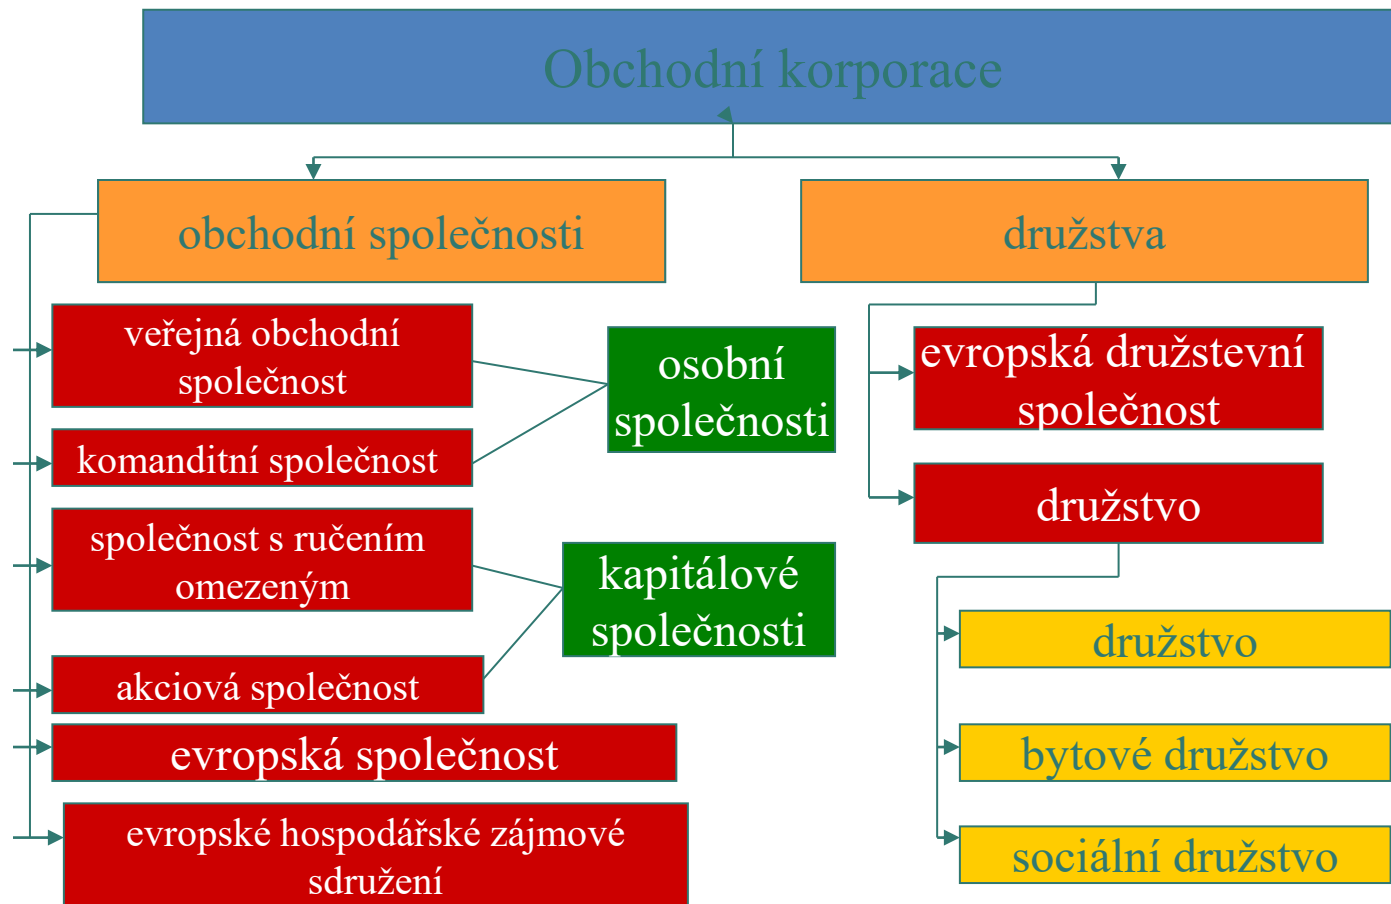 Obchodní korporace
obchodní společnosti
družstva
veřejná obchodní
společnost
osobní
společnosti
komanditní společnost
společnost s ručením
omezeným
kapitálové
společnosti
akciová společnost
evropská společnost
evropské hospodářské zájmové
sdružení
evropská družstevní
společnost
družstvo
družstvo
bytové družstvo
sociální družstvo